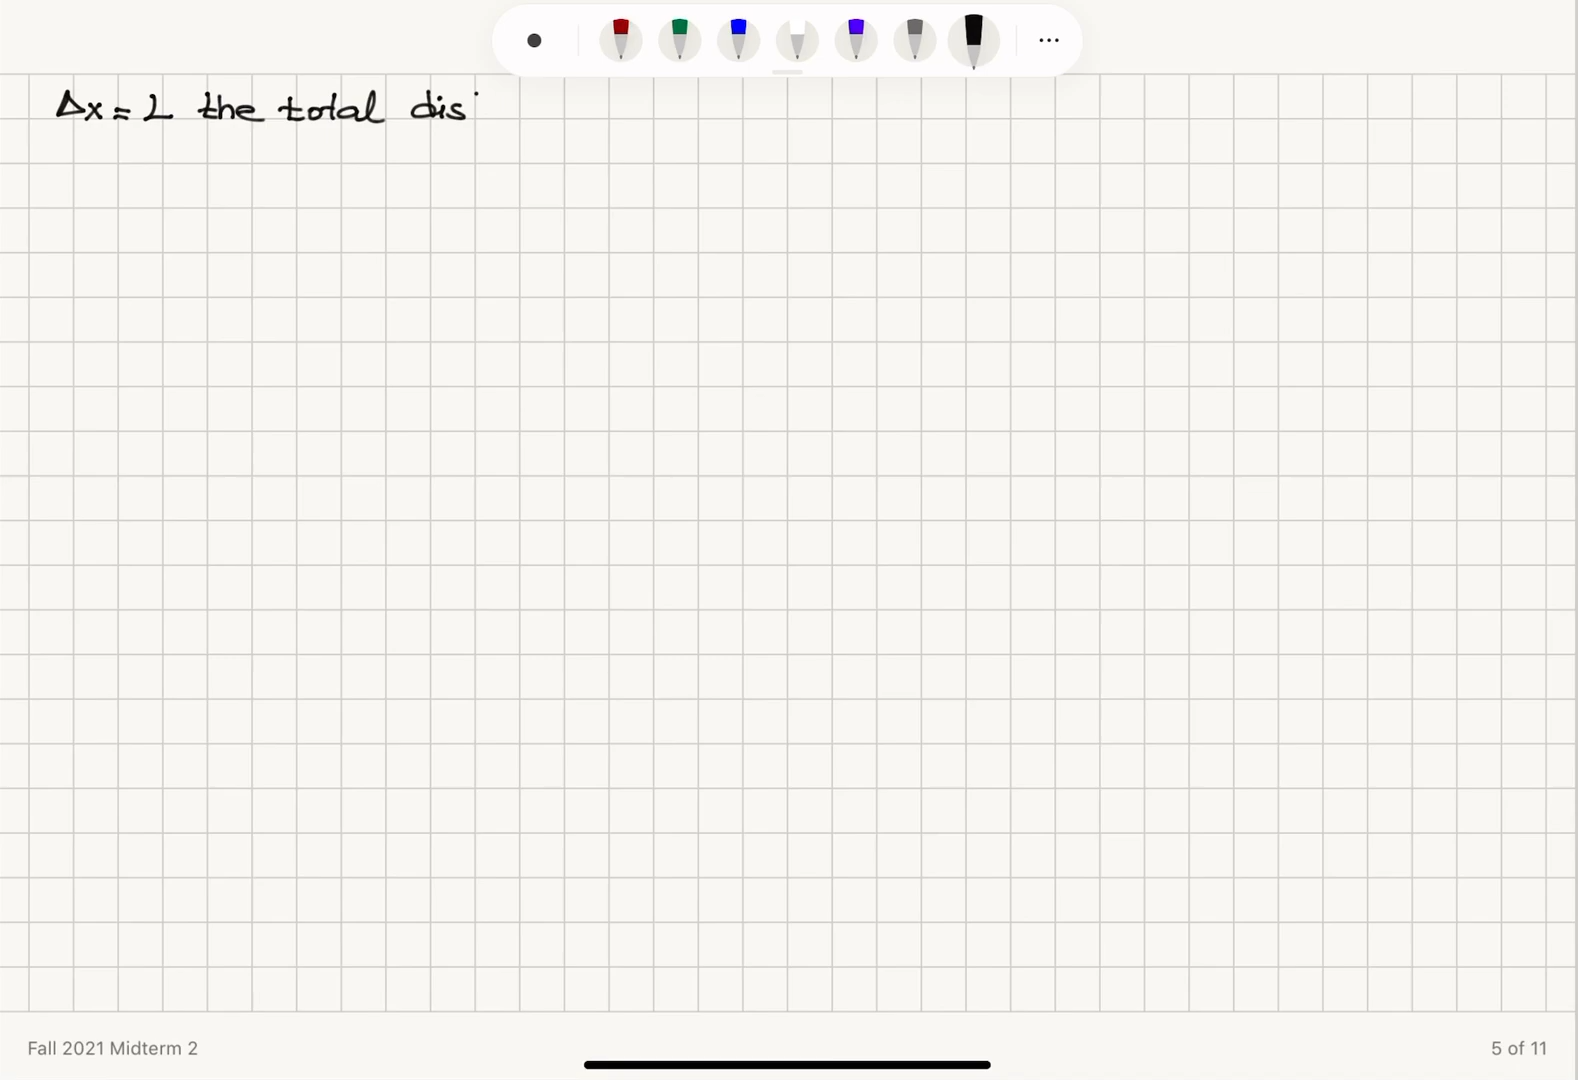 Δx = L the total dis
Fall 2021 Midterm 2
5 of 11